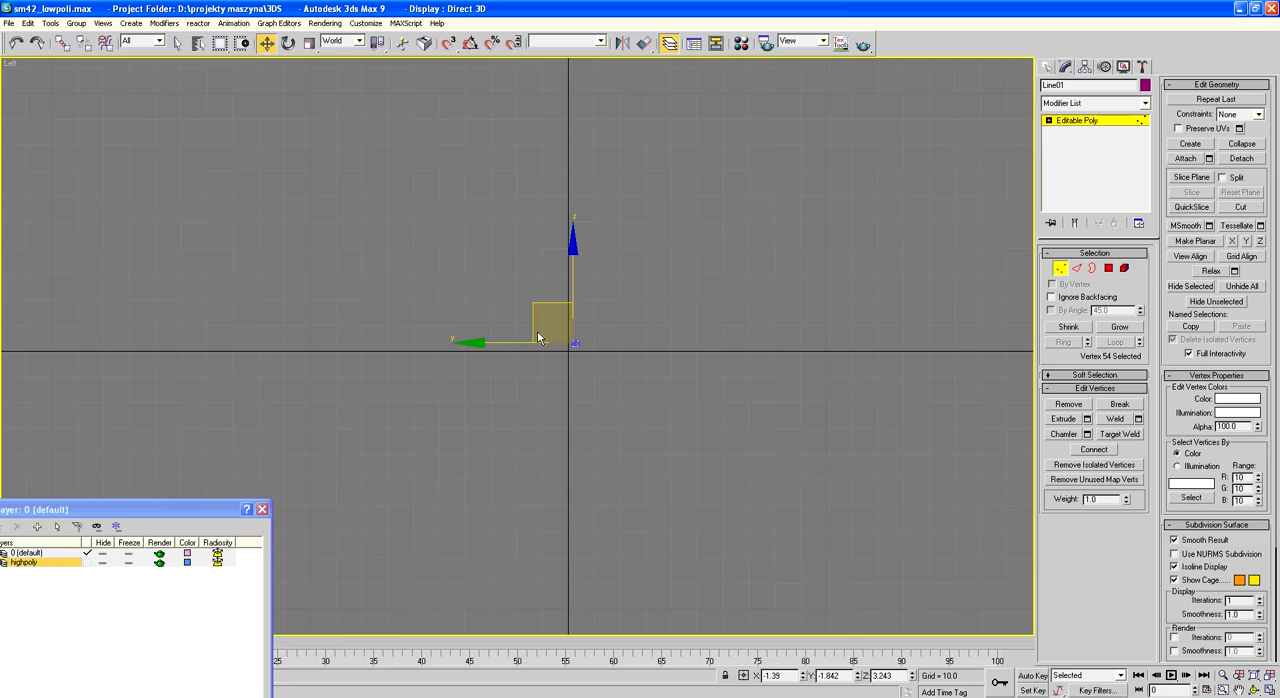 sm42_lowpoli.max - Project Folder: D:\projekty maszyna\3DS - Autodesk 3ds Max 9 - Display : Direct 3D
File Edit Tools Group Views Create Modifiers reactor Animation Graph Editors Rendering Customize MAXScript Help
All World View
Left
z
y
ayer: 0 (default)
ayers Hide Freeze Render Color Radiosity
0 (default)
highpoly
25 30 35 40 45 50 55 60 65 70 75 80 85 90 95 100
X: -1.39 Y: -1.842 Z: 3.243 Grid = 10.0
Add Time Tag
Auto Key Selected
Set Key Key Filters...
Line01
Modifier List
Editable Poly
Selection
By Vertex
Ignore Backfacing
By Angle: 45.0
Shrink Grow
Ring Loop
Vertex 54 Selected
Soft Selection
Edit Vertices
Remove Break
Extrude Weld
Chamfer Target Weld
Connect
Remove Isolated Vertices
Remove Unused Map Verts
Weight: 1.0
Edit Geometry
Repeat Last
Constraints: None
Preserve UVs
Create Collapse
Attach Detach
Slice Plane Split
Slice Reset Plane
QuickSlice Cut
MSmooth Tessellate
Make Planar X Y Z
View Align Grid Align
Relax
Hide Selected Unhide All
Hide Unselected
Named Selections:
Copy Paste
Delete Isolated Vertices
Full Interactivity
Vertex Properties
Edit Vertex Colors
Color:
Illumination:
Alpha: 100.0
Select Vertices By
Color
Illumination Range:
R: 10
G: 10
B: 10
Select
Subdivision Surface
Smooth Result
Use NURMS Subdivision
Isoline Display
Show Cage......
Display
Iterations: 1
Smoothness: 1.0
Render
Iterations: 0
Smoothness: 1.0